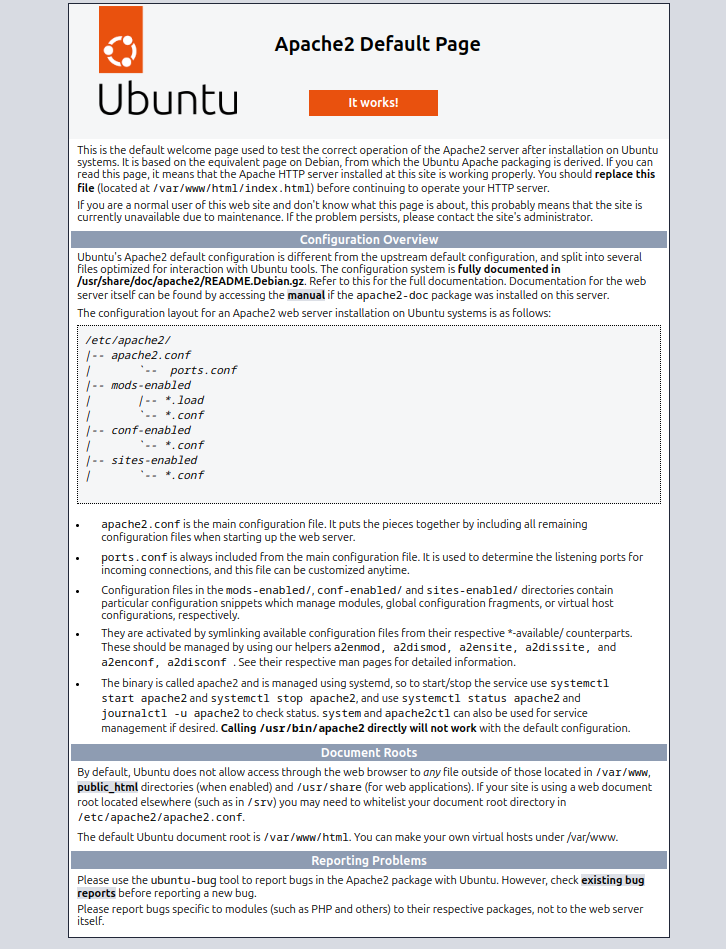 Ubuntu
Apache2 Default Page
It works!
This is the default welcome page used to test the correct operation of the Apache2 server after installation on Ubuntu
systems. It is based on the equivalent page on Debian, from which the Ubuntu Apache packaging is derived. If you can
read this page, it means that the Apache HTTP server installed at this site is working properly. You should replace this
file (located at /var/www/html/index.html) before continuing to operate your HTTP server.
If you are a normal user of this web site and don't know what this page is about, this probably means that the site is
currently unavailable due to maintenance. If the problem persists, please contact the site's administrator.
Configuration Overview
Ubuntu's Apache2 default configuration is different from the upstream default configuration, and split into several
files optimized for interaction with Ubuntu tools. The configuration system is fully documented in
/usr/share/doc/apache2/README.Debian.gz. Refer to this for the full documentation. Documentation for the web
server itself can be found by accessing the manual if the apache2-doc package was installed on this server.
The configuration layout for an Apache2 web server installation on Ubuntu systems is as follows:
/etc/apache2/
|-- apache2.conf
|       `--  ports.conf
|-- mods-enabled
|       |-- *.load
|       `-- *.conf
|-- conf-enabled
|       `-- *.conf
|-- sites-enabled
|       `-- *.conf
• apache2.conf is the main configuration file. It puts the pieces together by including all remaining
configuration files when starting up the web server.
• ports.conf is always included from the main configuration file. It is used to determine the listening ports for
incoming connections, and this file can be customized anytime.
• Configuration files in the mods-enabled/, conf-enabled/ and sites-enabled/ directories contain
particular configuration snippets which manage modules, global configuration fragments, or virtual host
configurations, respectively.
• They are activated by symlinking available configuration files from their respective *-available/ counterparts.
These should be managed by using our helpers a2enmod, a2dismod, a2ensite, a2dissite, and
a2enconf, a2disconf . See their respective man pages for detailed information.
• The binary is called apache2 and is managed using systemd, so to start/stop the service use systemctl
start apache2 and systemctl stop apache2, and use systemctl status apache2 and
journalctl -u apache2 to check status. system and apache2ctl can also be used for service
management if desired. Calling /usr/bin/apache2 directly will not work with the default configuration.
Document Roots
By default, Ubuntu does not allow access through the web browser to any file outside of those located in /var/www,
public_html directories (when enabled) and /usr/share (for web applications). If your site is using a web document
root located elsewhere (such as in /srv) you may need to whitelist your document root directory in
/etc/apache2/apache2.conf.
The default Ubuntu document root is /var/www/html. You can make your own virtual hosts under /var/www.
Reporting Problems
Please use the ubuntu-bug tool to report bugs in the Apache2 package with Ubuntu. However, check existing bug
reports before reporting a new bug.
Please report bugs specific to modules (such as PHP and others) to their respective packages, not to the web server
itself.